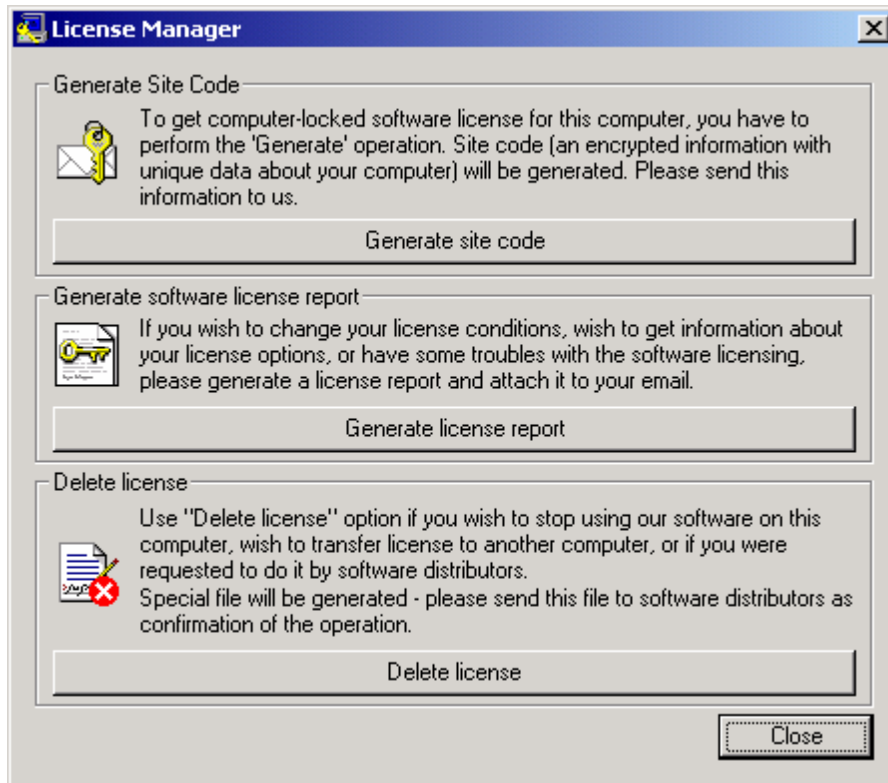 License Manager
Generate Site Code
To get computer-locked software license for this computer, you have to
perform the 'Generate' operation. Site code (an encrypted information with
unique data about your computer) will be generated. Please send this
information to us.
Generate site code
Generate software license report
If you wish to change your license conditions, wish to get information about
your license options, or have some troubles with the software licensing,
please generate a license report and attach it to your email.
Generate license report
Delete license
Use "Delete license" option if you wish to stop using our software on this
computer, wish to transfer license to another computer, or if you were
requested to do it by software distributors.
Special file will be generated - please send this file to software distributors as
confirmation of the operation.
Delete license
Close